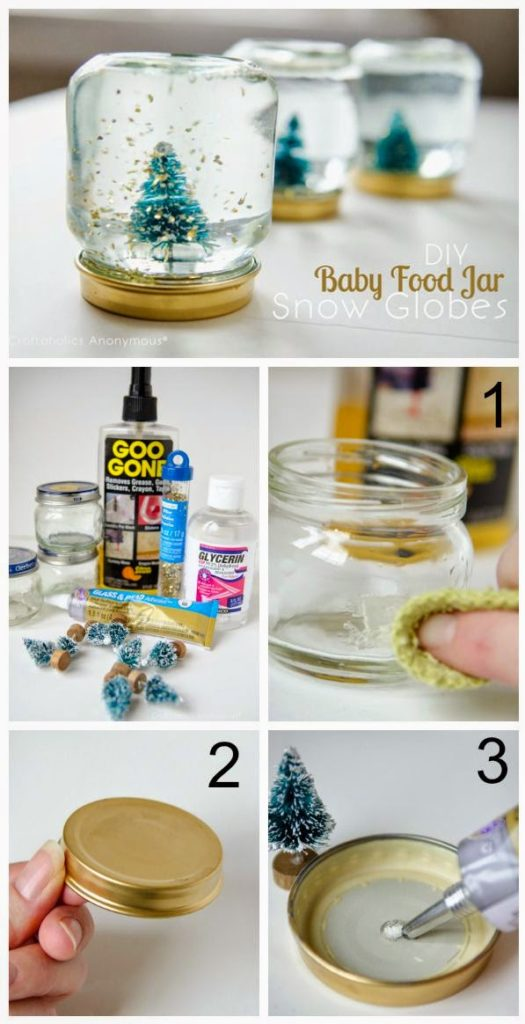 DIY
Baby Food Jar
Snow Globes
Craftaholics Anonymous®
GOO
GONE
Removes Grease, Gum,
Stickers, Crayon, Tape
GLYCERIN
GLASS & BEAD
1
2
3